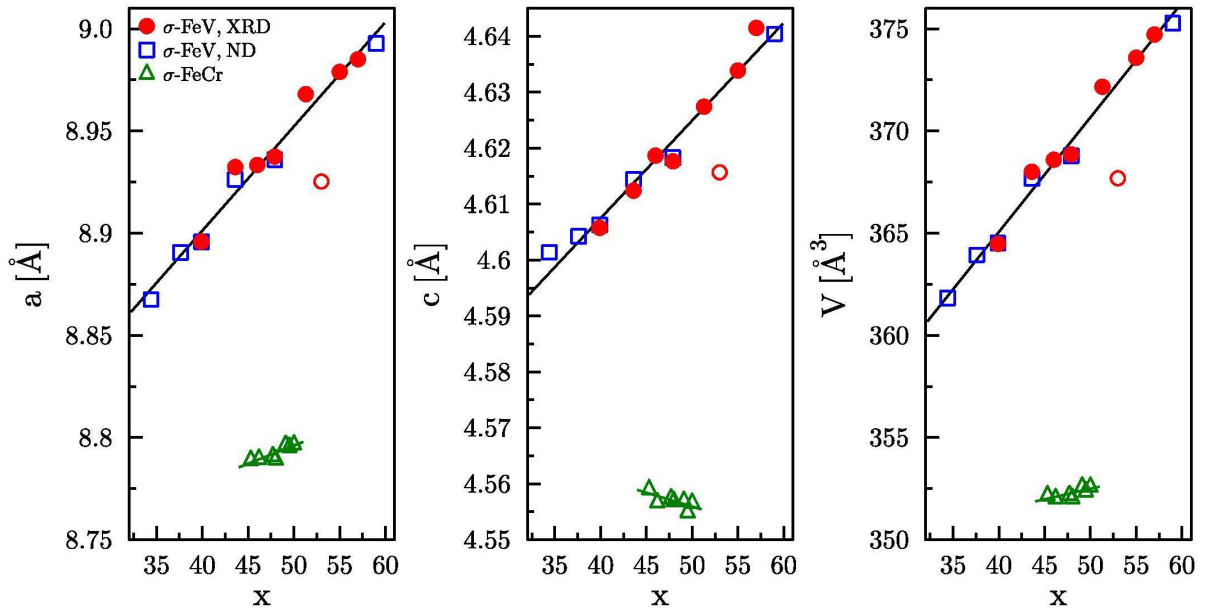 a [Å]
9.0
8.95
8.9
8.85
8.8
8.75
35 40 45 50 55 60
x
σ-FeV, XRD
σ-FeV, ND
σ-FeCr
c [Å]
4.64
4.63
4.62
4.61
4.6
4.59
4.58
4.57
4.56
4.55
35 40 45 50 55 60
x
V [Å³]
375
370
365
360
355
350
35 40 45 50 55 60
x